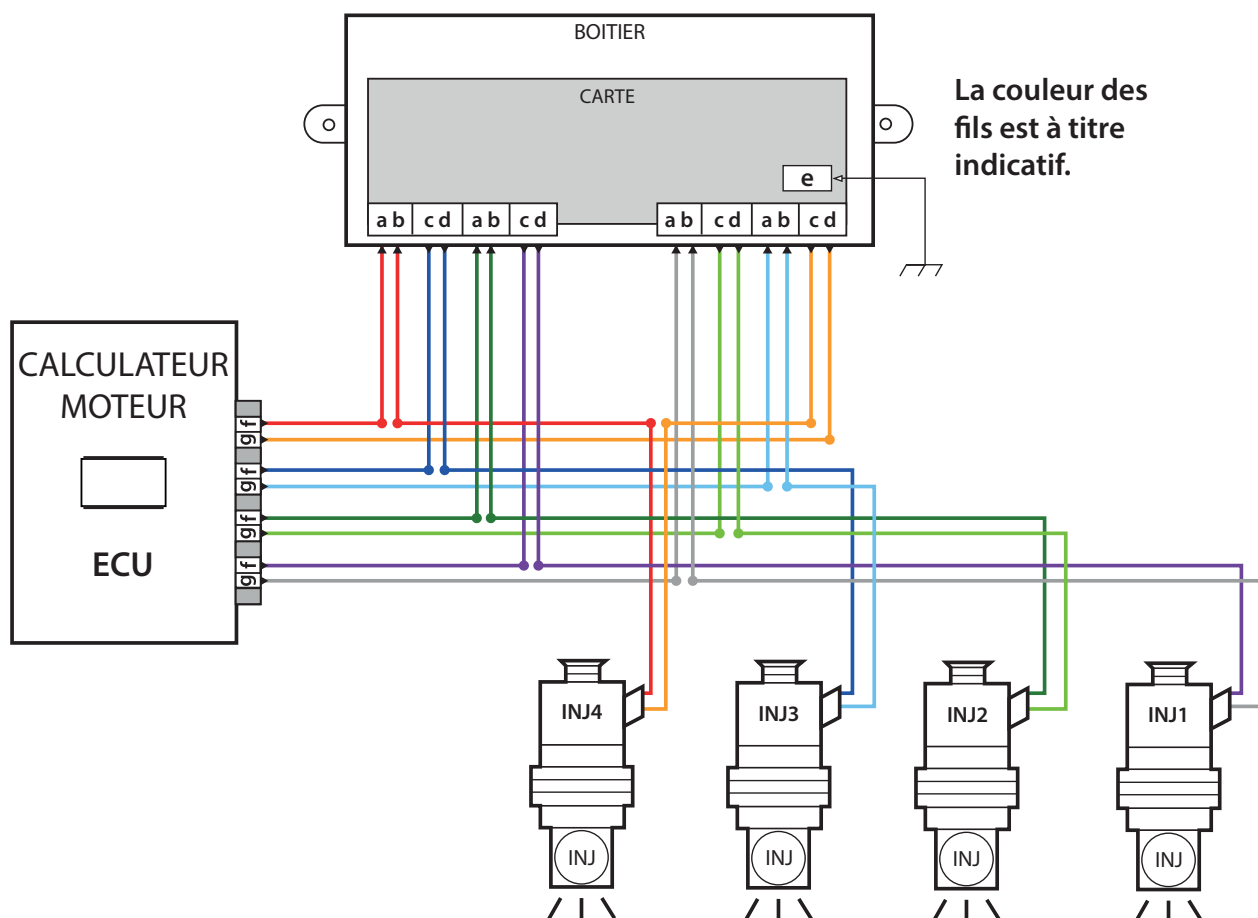 BOITIER
CARTE
La couleur des
fils est à titre
indicatif.
e
a b c d a b c d a b c d a b c d
CALCULATEUR
MOTEUR
ECU
f
g
f
g
f
g
f
g
INJ4 INJ3 INJ2 INJ1
INJ INJ INJ INJ